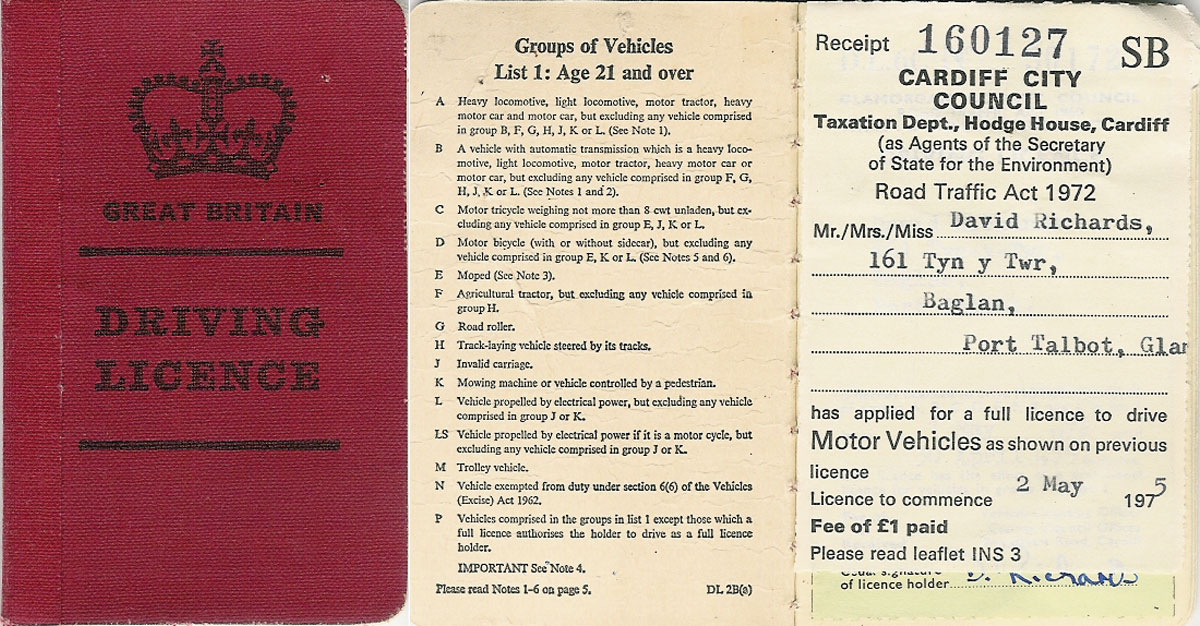 GREAT BRITAIN
DRIVING
LICENCE
Groups of Vehicles
List 1: Age 21 and over
A Heavy locomotive, light locomotive, motor tractor, heavy
motor car and motor car, but excluding any vehicle comprised
in group B, F, G, H, J, K or L. (See Note 1).
B A vehicle with automatic transmission which is a heavy loco-
motive, light locomotive, motor tractor, heavy motor car or
motor car, but excluding any vehicle comprised in group F, G,
H, J, K or L. (See Notes 1 and 2).
C Motor tricycle weighing not more than 8 cwt unladen, but ex-
cluding any vehicle comprised in group E, J, K or L.
D Motor bicycle (with or without sidecar), but excluding any
vehicle comprised in group E, K or L. (See Notes 5 and 6).
E Moped (See Note 3).
F Agricultural tractor, but excluding any vehicle comprised in
group H.
G Road roller.
H Track-laying vehicle steered by its tracks.
J Invalid carriage.
K Mowing machine or vehicle controlled by a pedestrian.
L Vehicle propelled by electrical power, but excluding any vehicle
comprised in group J or K.
LS Vehicle propelled by electrical power if it is a motor cycle, but
excluding any vehicle comprised in group J or K.
M Trolley vehicle.
N Vehicle exempted from duty under section 6(6) of the Vehicles
(Excise) Act 1962.
P Vehicles comprised in the groups in list 1 except those which a
full licence authorises the holder to drive as a full licence
holder.
IMPORTANT See Note 4.
Please read Notes 1-6 on page 5. DL 2B(e)
Receipt 160127 SB
CARDIFF CITY
COUNCIL
Taxation Dept., Hodge House, Cardiff
(as Agents of the Secretary
of State for the Environment)
Road Traffic Act 1972
Mr./Mrs./Miss David Richards,
161 Tyn y Twr,
Baglan,
Port Talbot, Glam
has applied for a full licence to drive
Motor Vehicles as shown on previous
licence
Licence to commence 2 May 1975
Fee of £1 paid
Please read leaflet INS 3
Usual signature
of licence holder D. Richards